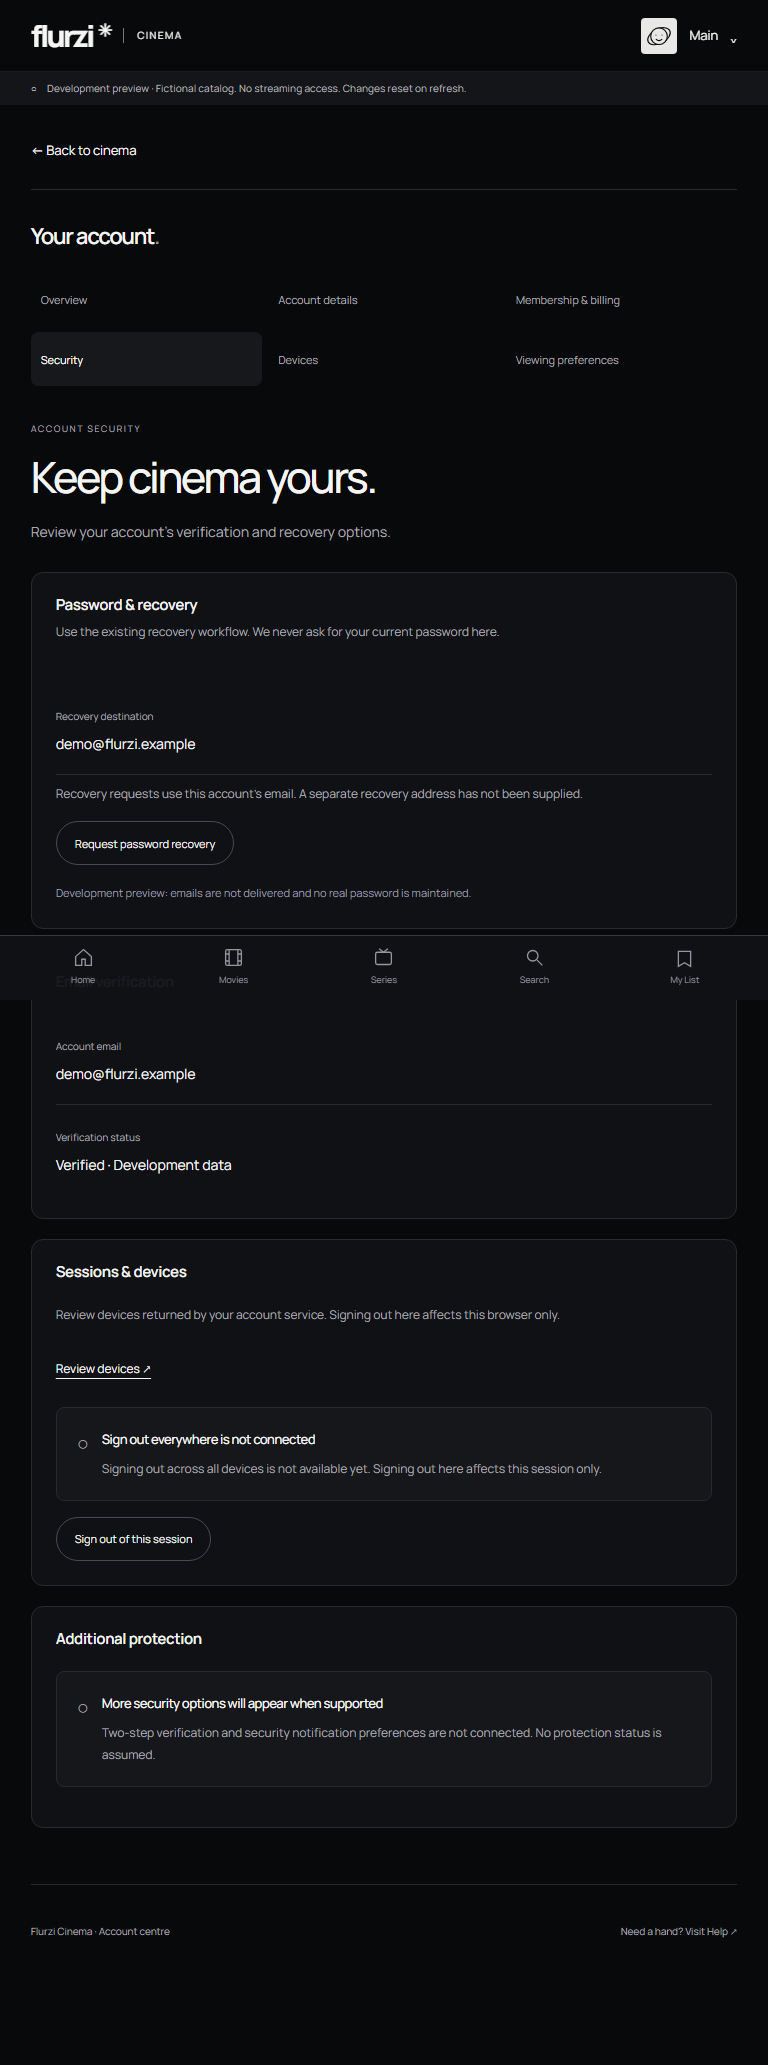 flurzi* CINEMA
Main
Development preview · Fictional catalog. No streaming access. Changes reset on refresh.
← Back to cinema
Your account.
Overview
Account details
Membership & billing
Security
Devices
Viewing preferences
ACCOUNT SECURITY
Keep cinema yours.
Review your account's verification and recovery options.
Password & recovery
Use the existing recovery workflow. We never ask for your current password here.
Recovery destination
demo@flurzi.example
Recovery requests use this account's email. A separate recovery address has not been supplied.
Request password recovery
Development preview: emails are not delivered and no real password is maintained.
Email verification
Home
Movies
Series
Search
My List
Account email
demo@flurzi.example
Verification status
Verified · Development data
Sessions & devices
Review devices returned by your account service. Signing out here affects this browser only.
Review devices ↗
Sign out everywhere is not connected
Signing out across all devices is not available yet. Signing out here affects this session only.
Sign out of this session
Additional protection
More security options will appear when supported
Two-step verification and security notification preferences are not connected. No protection status is
assumed.
Flurzi Cinema · Account centre
Need a hand? Visit Help ↗